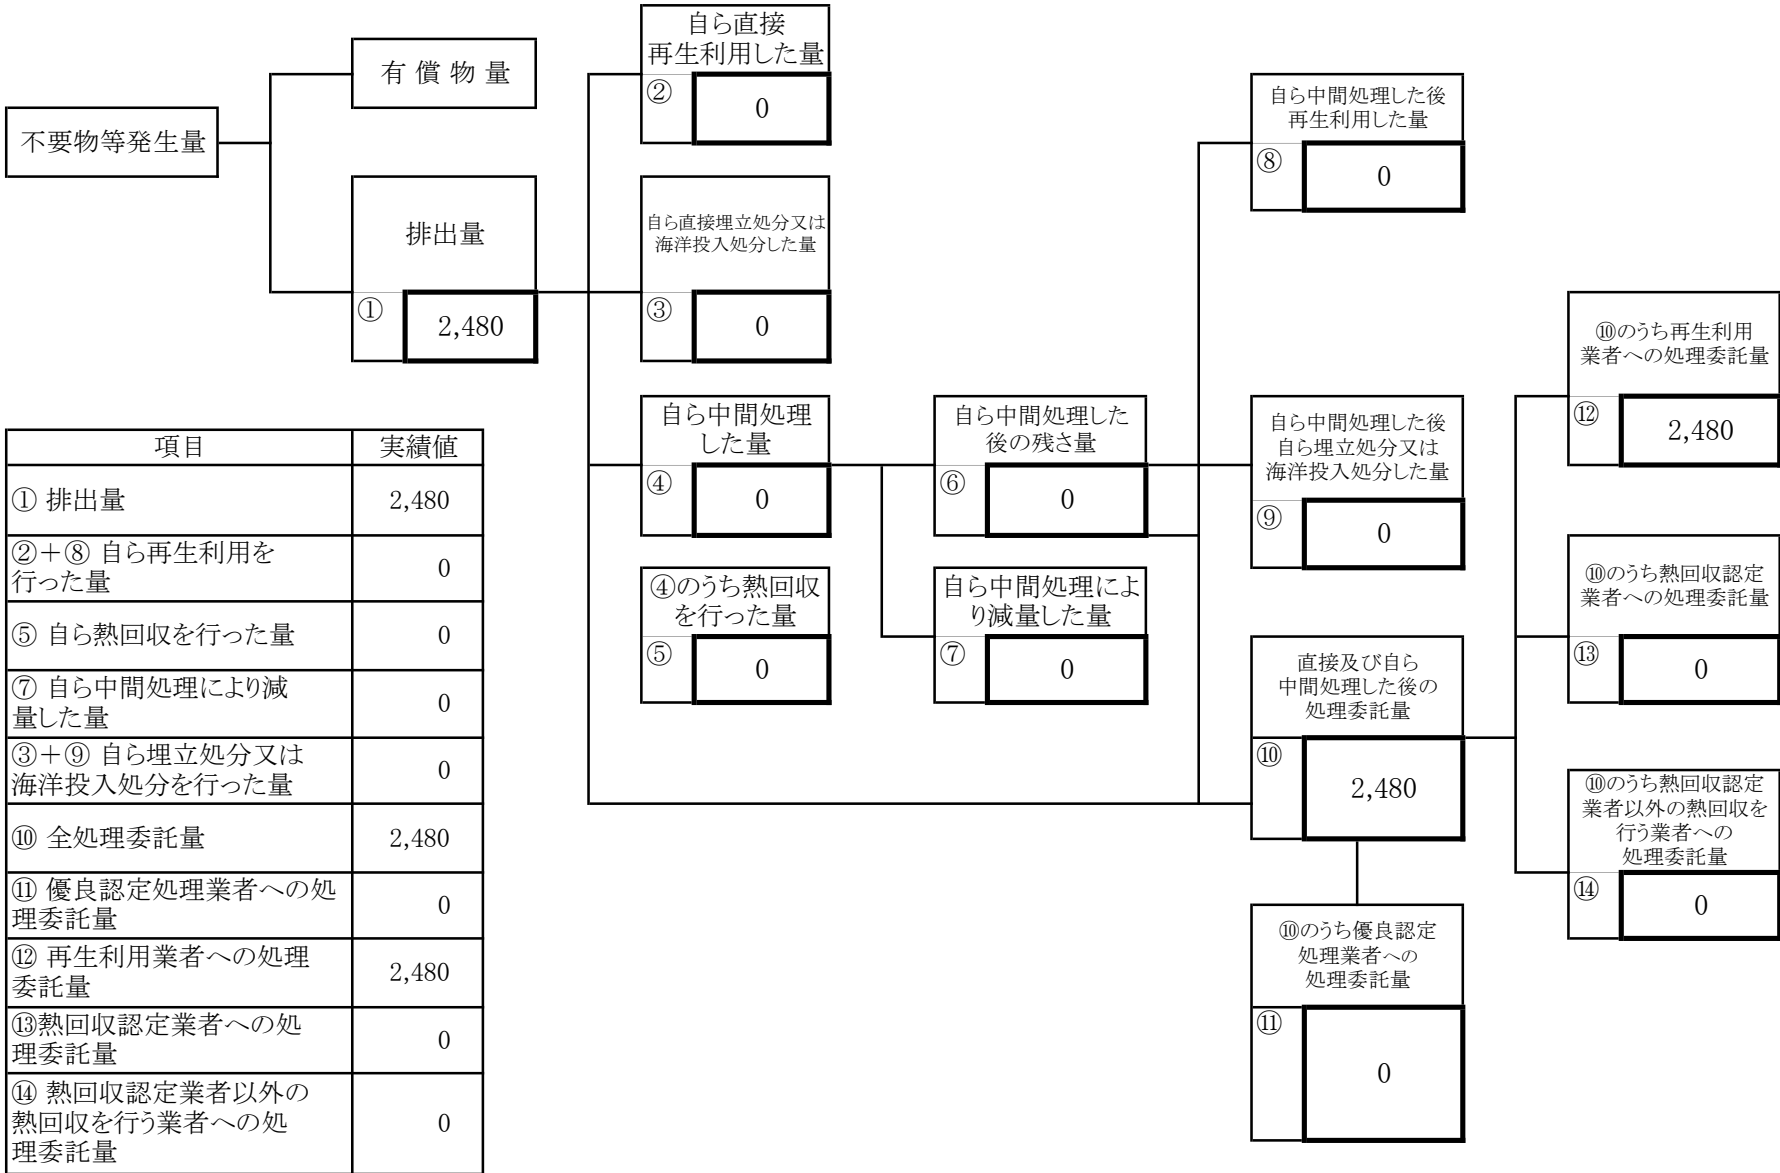 不要物等発生量
有 償 物 量
排出量
①
2,480
自ら直接
再生利用した量
②
0
自ら直接埋立処分又は
海洋投入処分した量
③
0
自ら中間処理
した量
④
0
④のうち熱回収
を行った量
⑤
0
自ら中間処理した
後の残さ量
⑥
0
自ら中間処理によ
り減量した量
⑦
0
自ら中間処理した後
再生利用した量
⑧
0
自ら中間処理した後
自ら埋立処分又は
海洋投入処分した量
⑨
0
直接及び自ら
中間処理した後の
処理委託量
⑩
2,480
⑩のうち優良認定
処理業者への
処理委託量
⑪
0
⑩のうち再生利用
業者への処理委託量
⑫
2,480
⑩のうち熱回収認定
業者への処理委託量
⑬
0
⑩のうち熱回収認定
業者以外の熱回収を
行う業者への
処理委託量
⑭
0
項目 実績値
① 排出量 2,480
②+⑧ 自ら再生利用を
行った量 0
⑤ 自ら熱回収を行った量 0
⑦ 自ら中間処理により減
量した量 0
③+⑨ 自ら埋立処分又は
海洋投入処分を行った量 0
⑩ 全処理委託量 2,480
⑪ 優良認定処理業者への処
理委託量 0
⑫ 再生利用業者への処理
委託量 2,480
⑬熱回収認定業者への処
理委託量 0
⑭ 熱回収認定業者以外の
熱回収を行う業者への処
理委託量 0